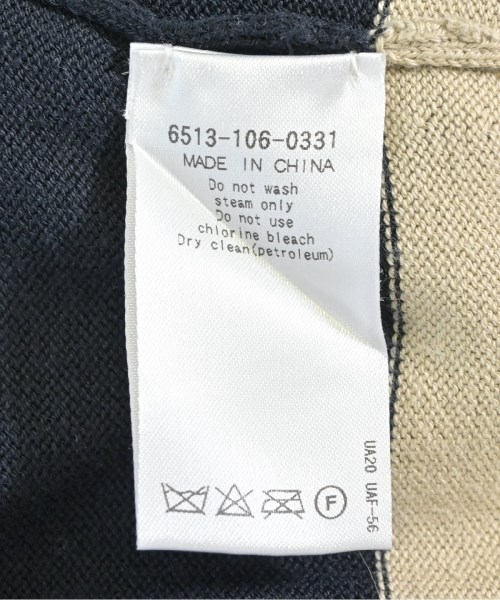 6513-106-0331
MADE IN CHINA
Do not wash
steam only
Do not use
chlorine bleach
Dry clean(petroleum)
F
UA20 UAF-56